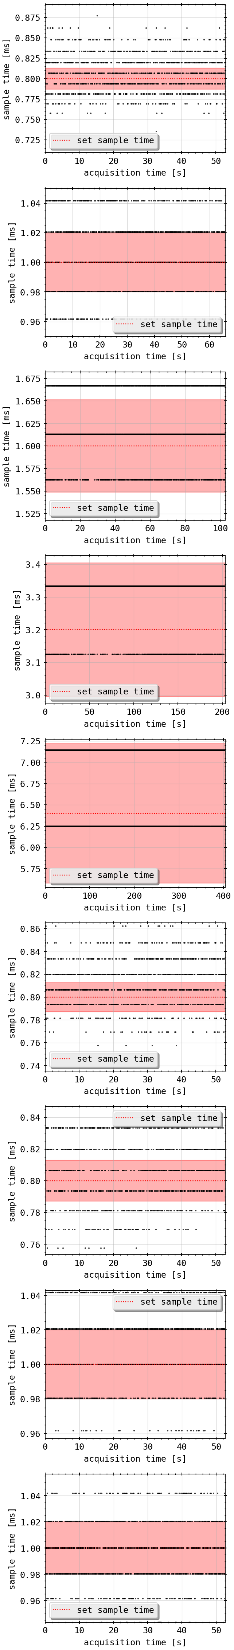 0.875
0.850
0.825
0.800
0.775
0.750
0.725
sample time [ms]
set sample time
0 10 20 30 40 50
acquisition time [s]
1.04
1.02
1.00
0.98
0.96
sample time [ms]
set sample time
0 10 20 30 40 50 60
acquisition time [s]
1.675
1.650
1.625
1.600
1.575
1.550
1.525
sample time [ms]
set sample time
0 20 40 60 80 100
acquisition time [s]
3.4
3.3
3.2
3.1
3.0
sample time [ms]
set sample time
0 50 100 150 200
acquisition time [s]
7.25
7.00
6.75
6.50
6.25
6.00
5.75
sample time [ms]
set sample time
0 100 200 300 400
acquisition time [s]
0.86
0.84
0.82
0.80
0.78
0.76
0.74
sample time [ms]
set sample time
0 10 20 30 40 50
acquisition time [s]
0.84
0.82
0.80
0.78
0.76
sample time [ms]
set sample time
0 10 20 30 40 50
acquisition time [s]
1.04
1.02
1.00
0.98
0.96
sample time [ms]
set sample time
0 10 20 30 40 50
acquisition time [s]
1.04
1.02
1.00
0.98
0.96
sample time [ms]
set sample time
0 10 20 30 40 50
acquisition time [s]